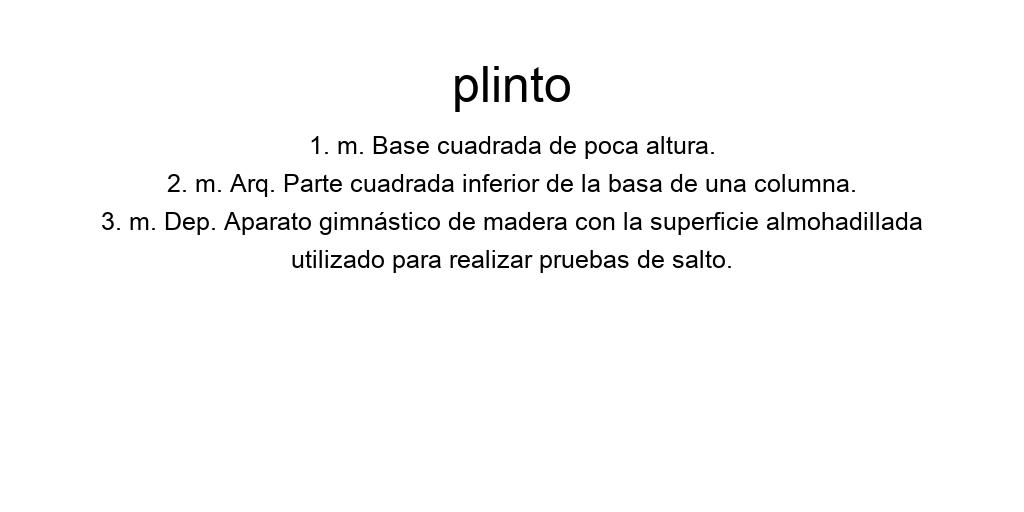 plinto
1. m. Base cuadrada de poca altura.
2. m. Arq. Parte cuadrada inferior de la basa de una columna.
3. m. Dep. Aparato gimnástico de madera con la superficie almohadillada
utilizado para realizar pruebas de salto.